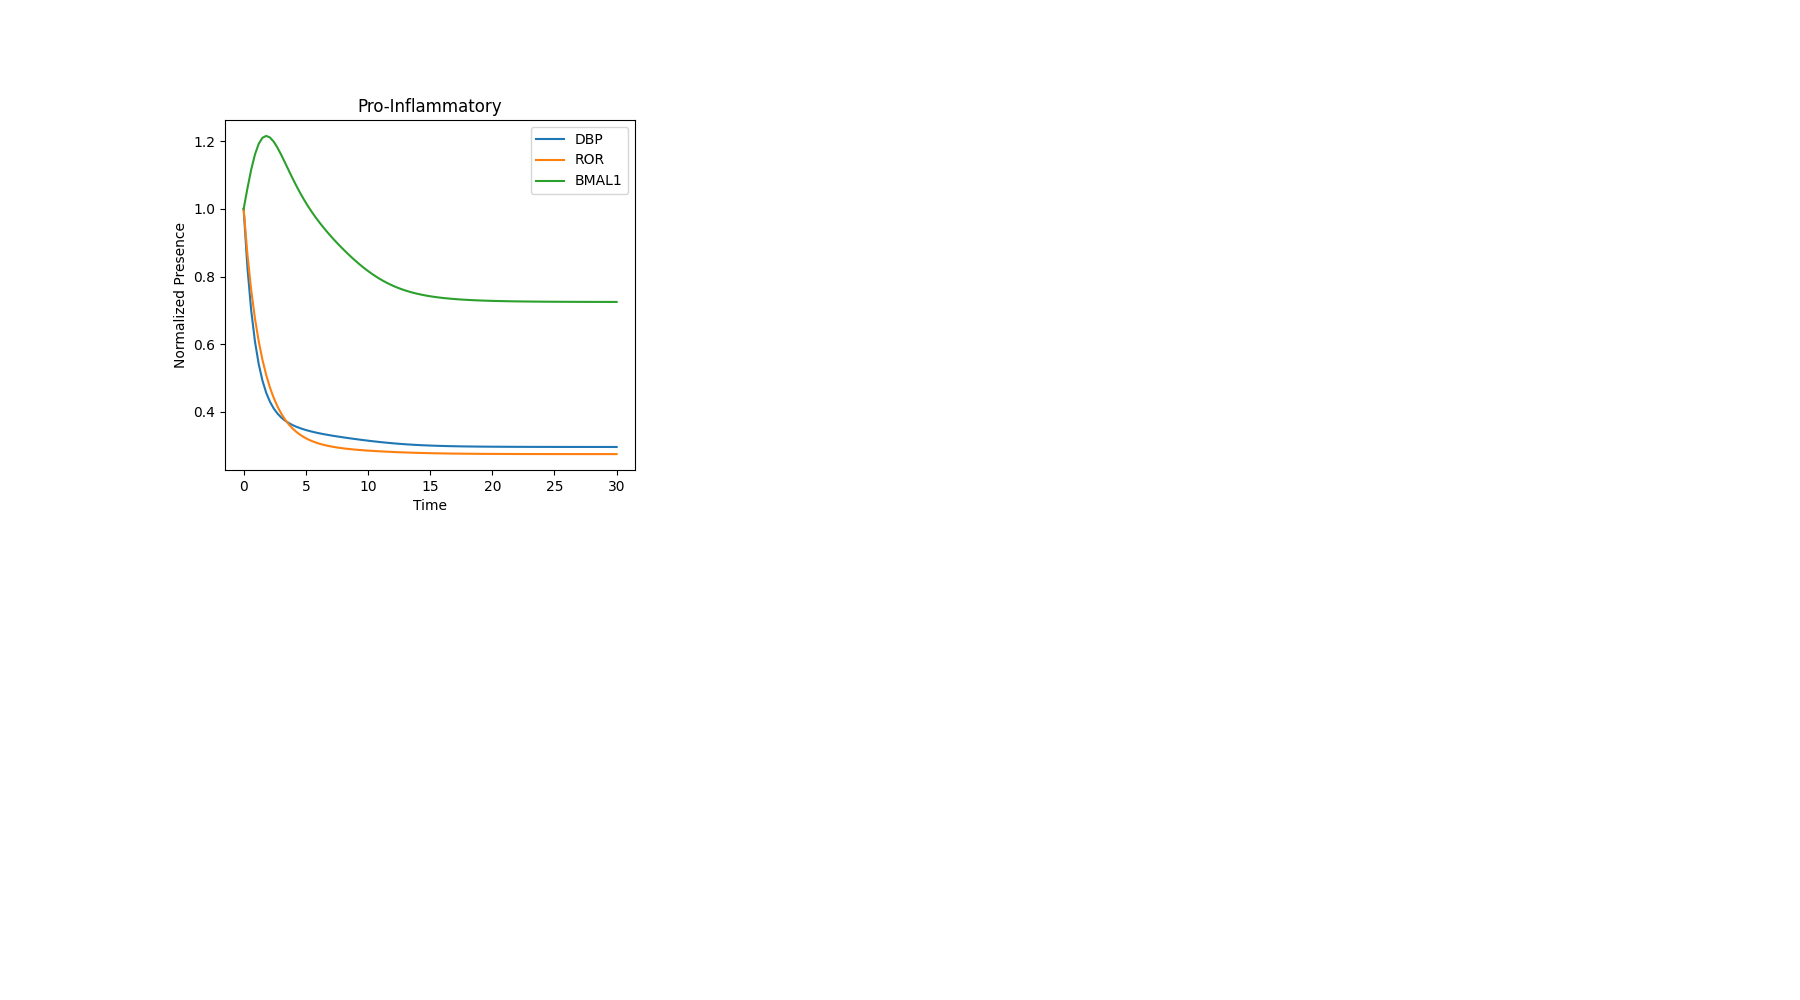 Pro-Inflammatory
DBP
ROR
BMAL1
Normalized Presence
1.2
1.0
0.8
0.6
0.4
0 5 10 15 20 25 30
Time